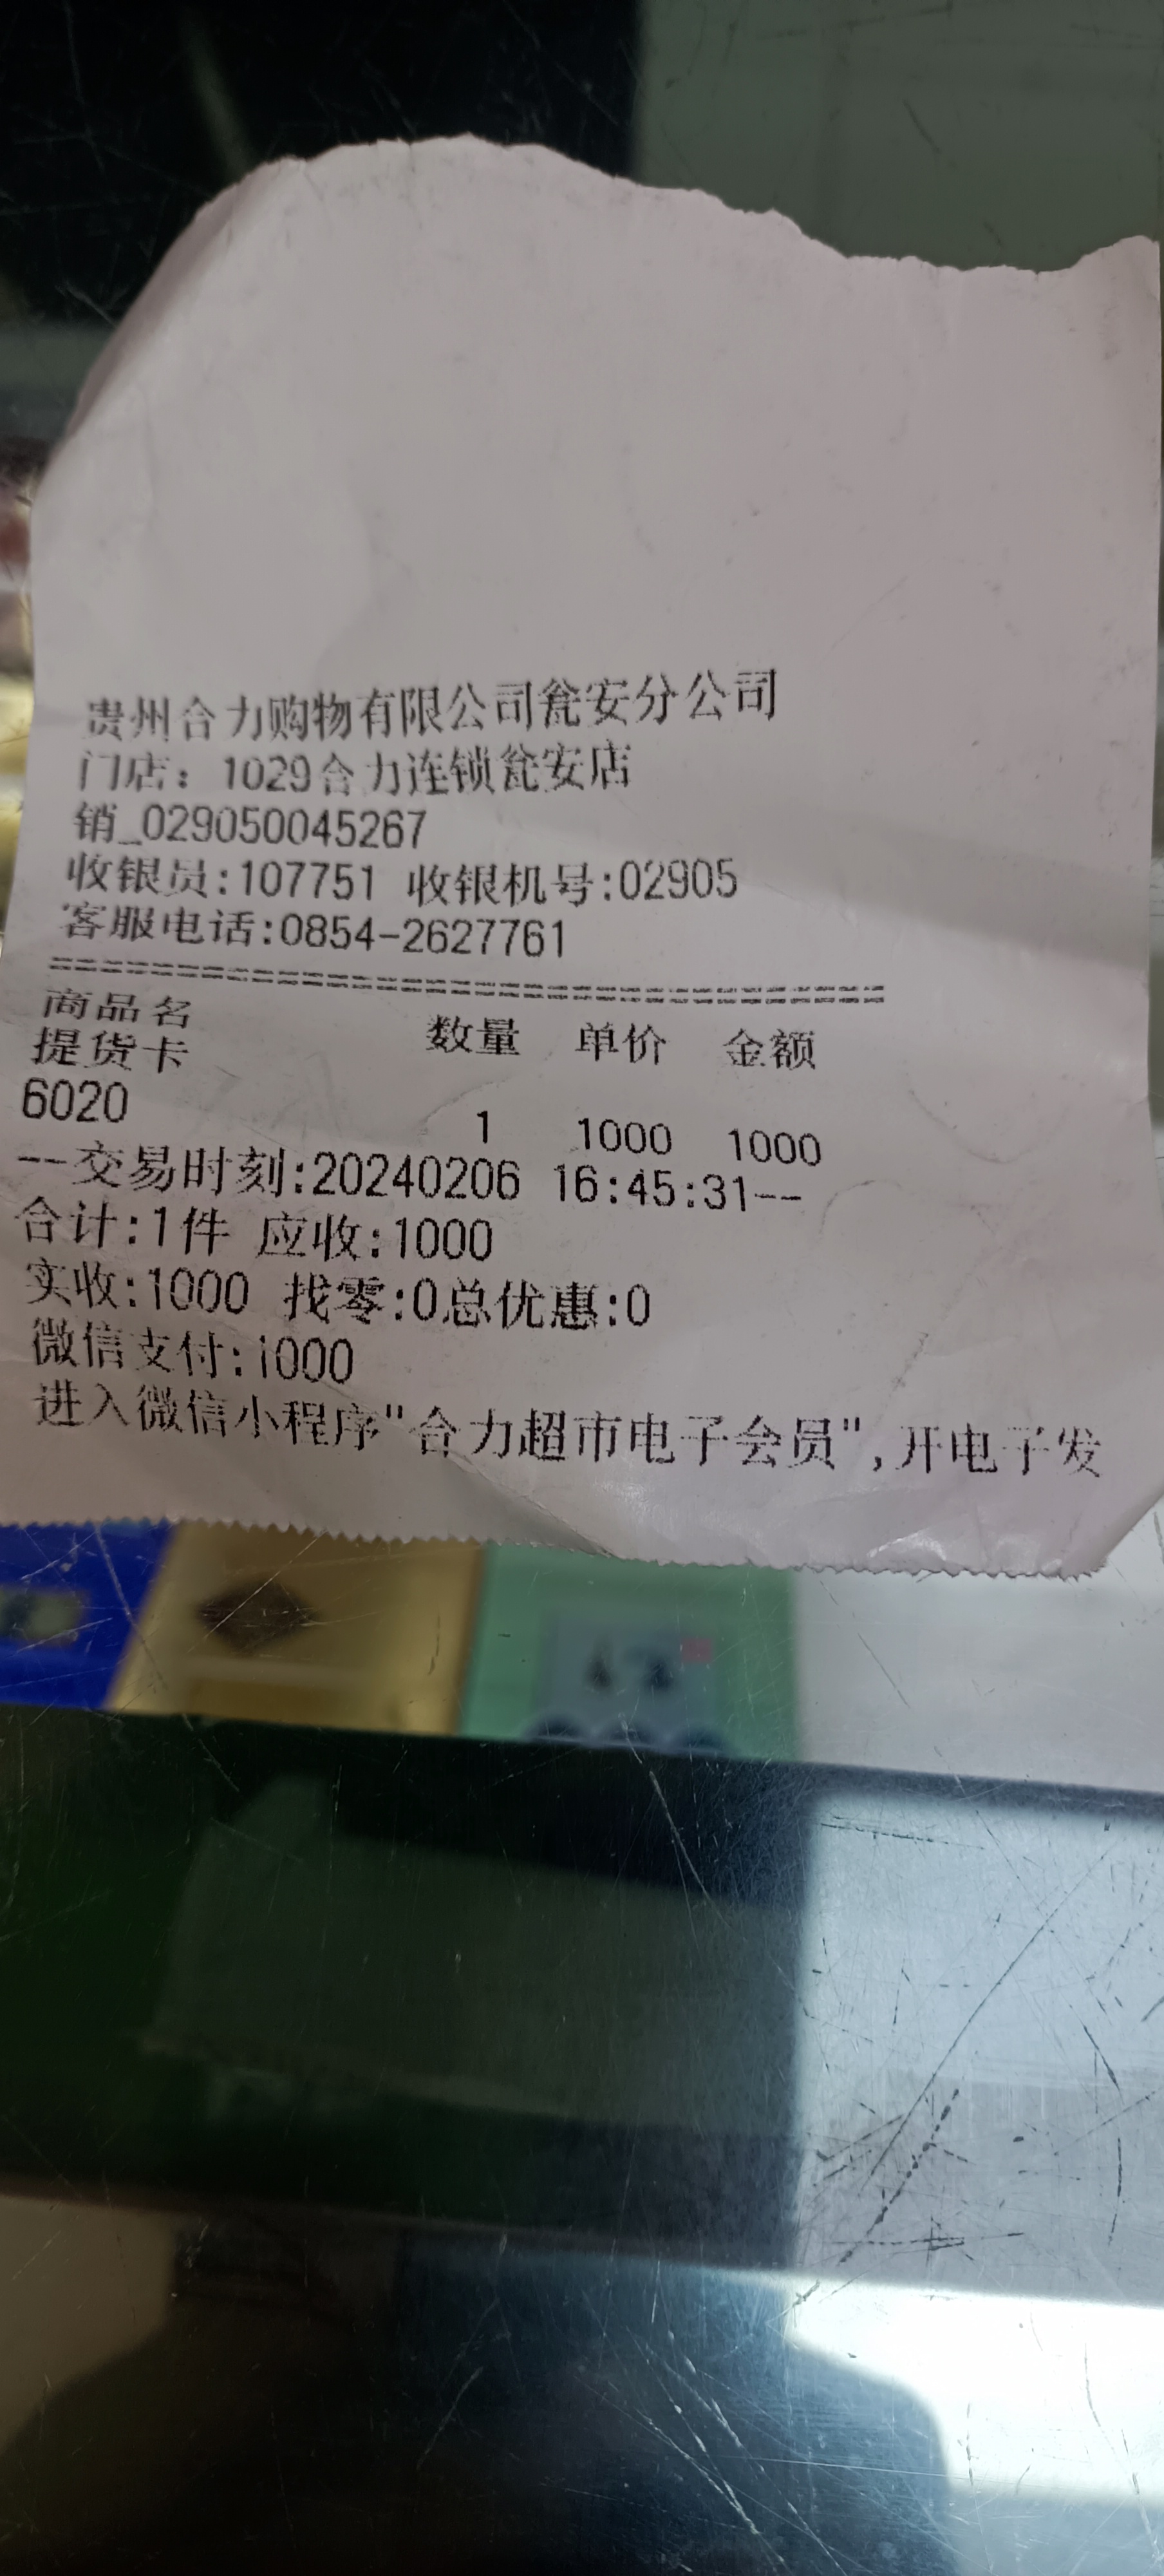 贵州合力购物有限公司瓮安分公司
门店：1029合力连锁瓮安店
销_029050045267
收银员:107751 收银机号:02905
客服电话:0854-2627761
商品名 数量 单价 金额
提货卡
6020 1 1000 1000
--交易时刻:20240206 16:45:31--
合计:1件 应收:1000
实收:1000 找零:0总优惠:0
微信支付:1000
进入微信小程序"合力超市电子会员",开电子发